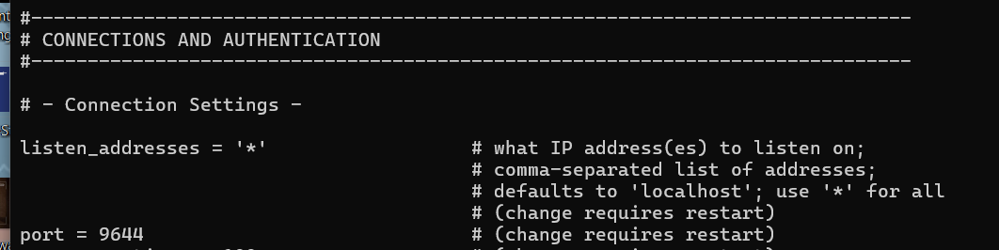 #------------------------------------------------------------------------------
# CONNECTIONS AND AUTHENTICATION
#------------------------------------------------------------------------------
# - Connection Settings -
listen_addresses = '*' # what IP address(es) to listen on;
# comma-separated list of addresses;
# defaults to 'localhost'; use '*' for all
# (change requires restart)
port = 9644 # (change requires restart)